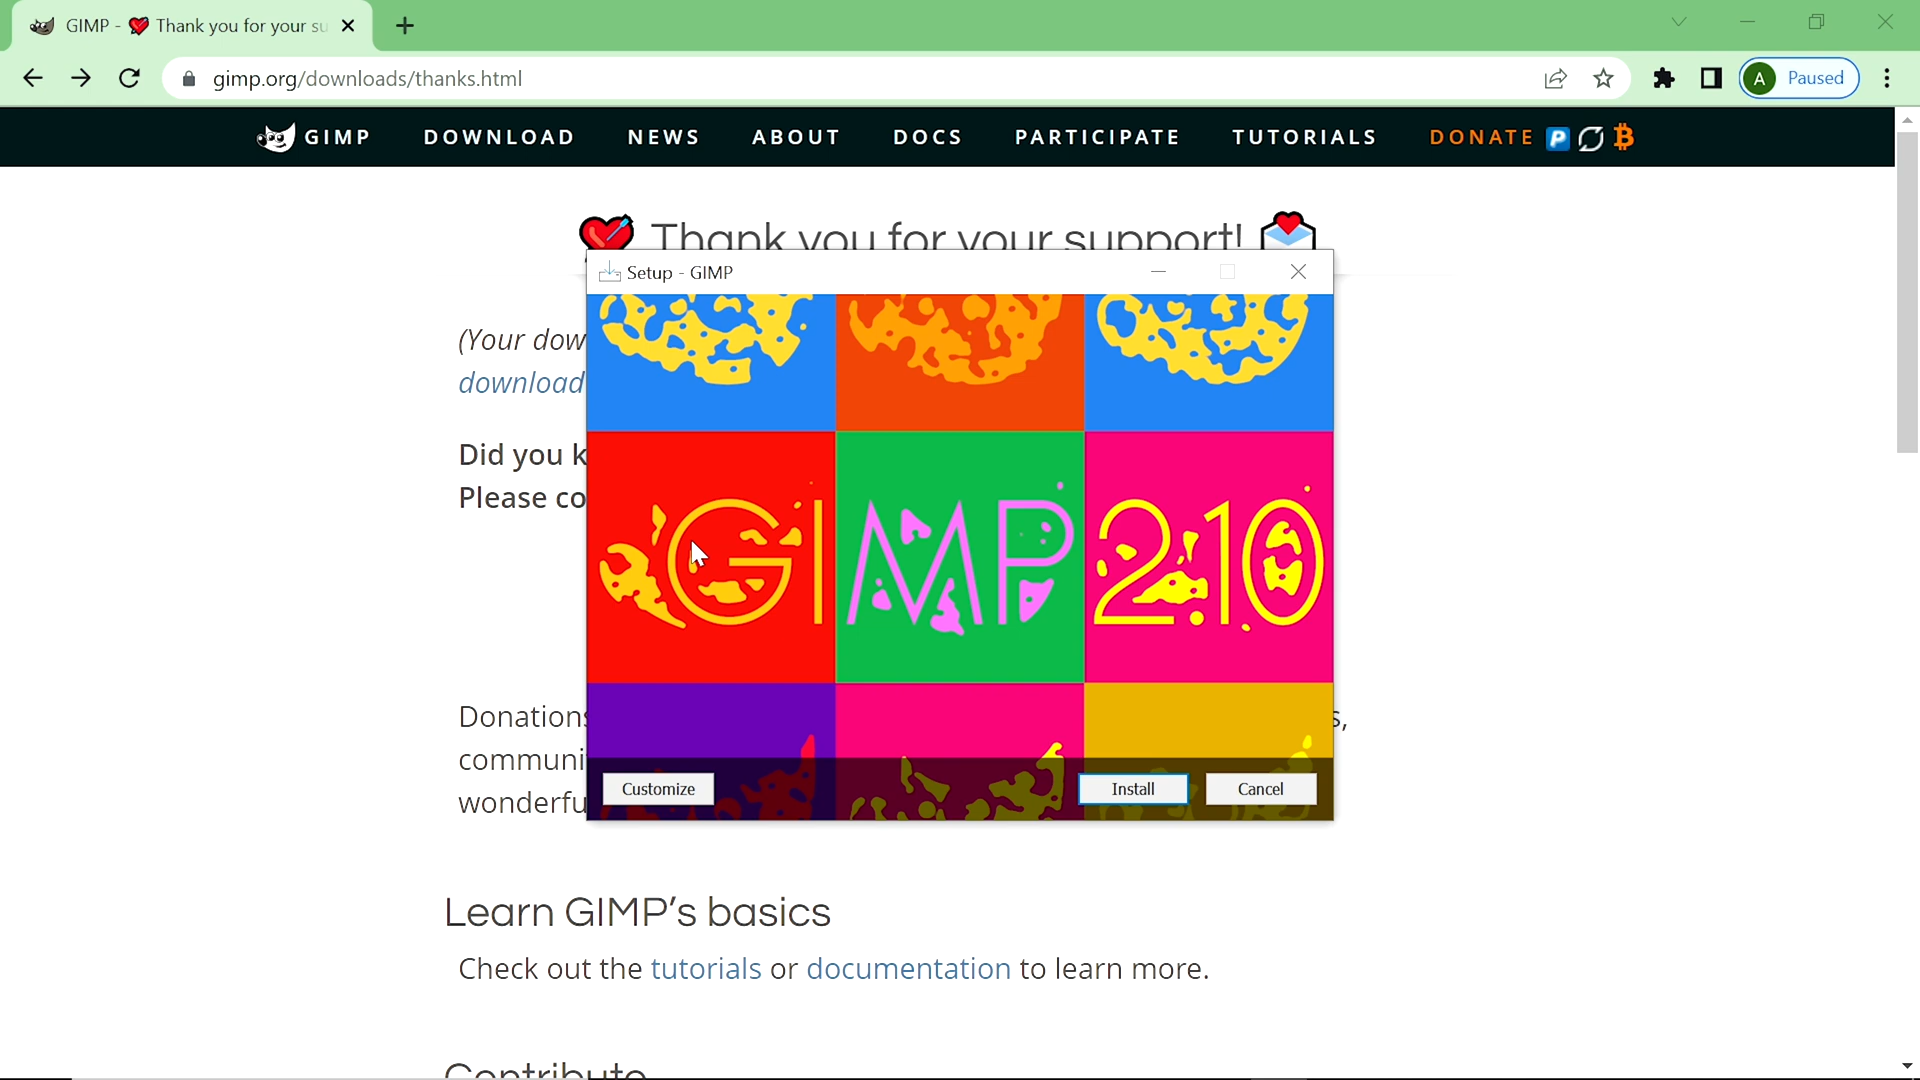 GIMP - ❤️ Thank you for your su
gimp.org/downloads/thanks.html
A Paused
GIMP DOWNLOAD NEWS ABOUT DOCS PARTICIPATE TUTORIALS DONATE
Thank you for your support!
Setup - GIMP
(Your dow
download
Did you k
Please co
GIMP 2.10
Donations
s,
communi
wonderfu
Customize Install Cancel
Learn GIMP's basics
Check out the tutorials or documentation to learn more.
Contribute